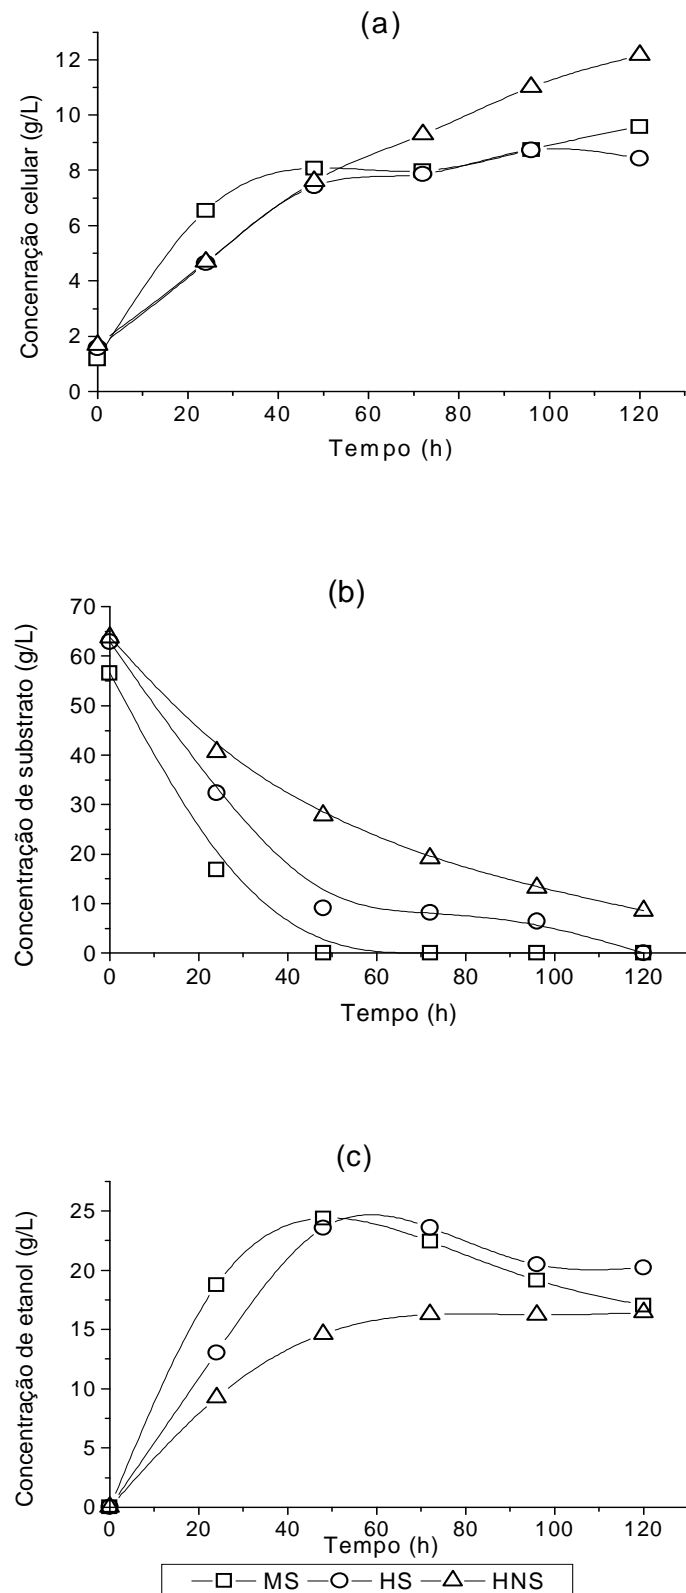 (a)
12
10
8
6
4
2
0
Concenração celular (g/L)
0 20 40 60 80 100 120
Tempo (h)
(b)
70
60
50
40
30
20
10
0
Concentração de substrato (g/L)
0 20 40 60 80 100 120
Tempo (h)
(c)
25
20
15
10
5
0
Concentração de etanol (g/L)
0 20 40 60 80 100 120
Tempo (h)
MS HS HNS